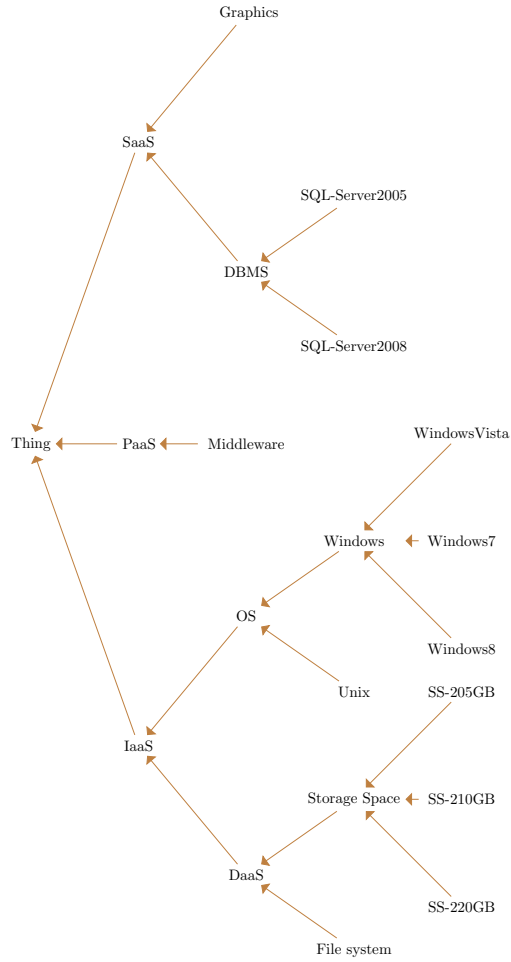 Graphics
SaaS
SQL-Server2005
DBMS
SQL-Server2008
WindowsVista
Thing
PaaS
Middleware
Windows
Windows7
OS
Windows8
Unix
SS-205GB
IaaS
Storage Space
SS-210GB
DaaS
SS-220GB
File system